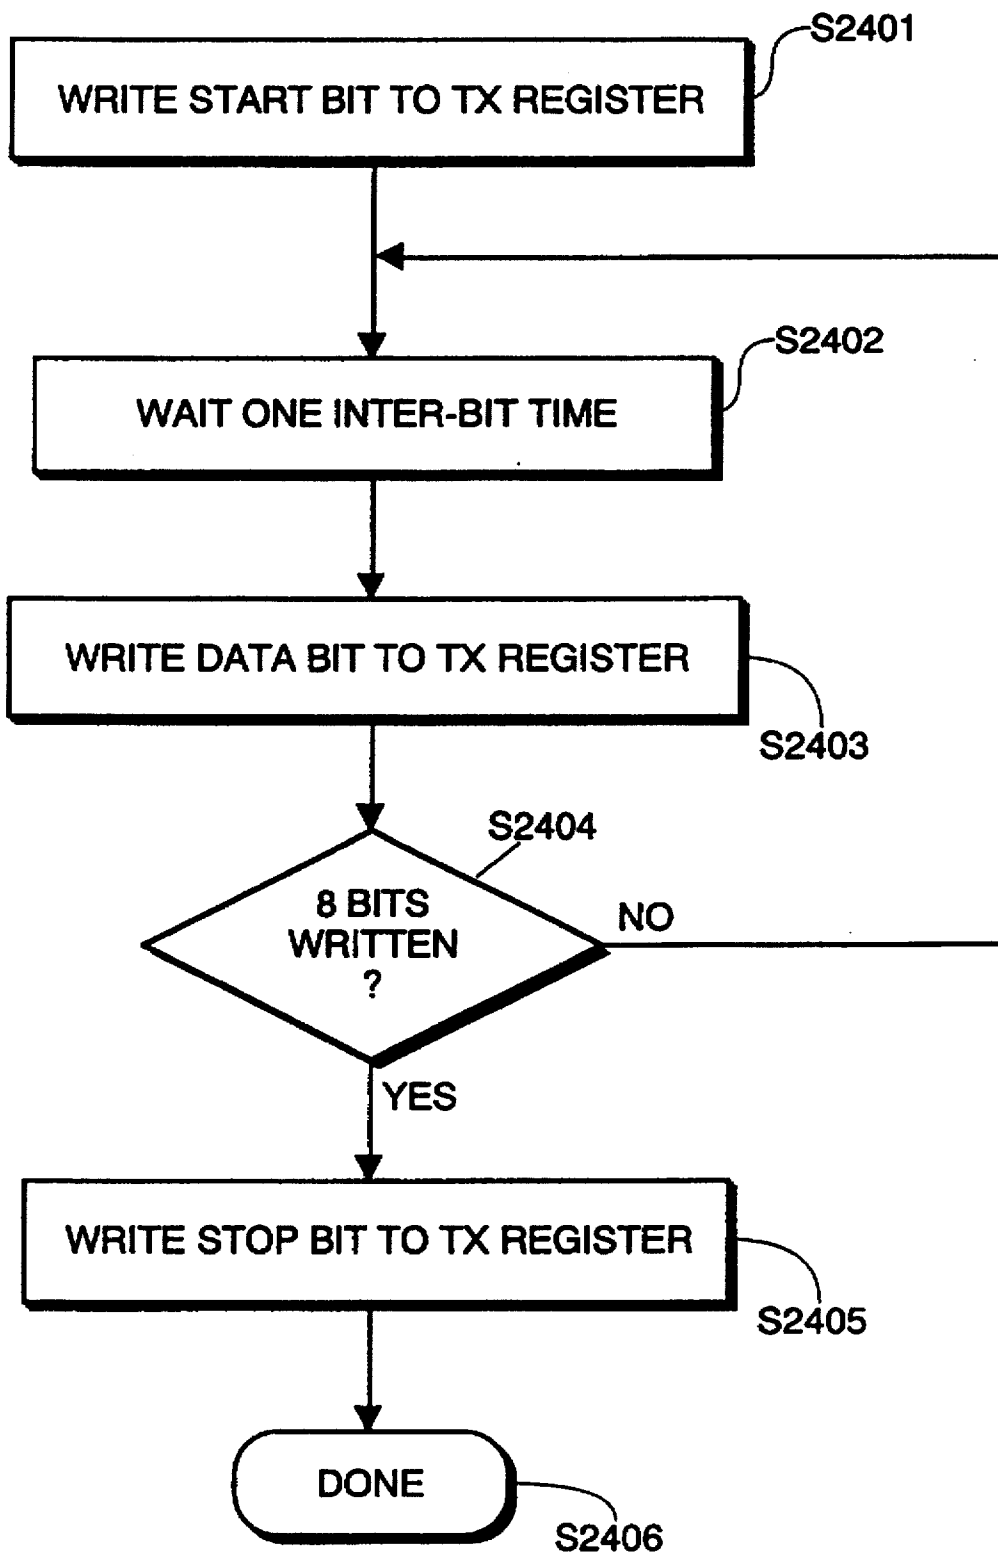 S2401
WRITE START BIT TO TX REGISTER
S2402
WAIT ONE INTER-BIT TIME
WRITE DATA BIT TO TX REGISTER
S2403
S2404
8 BITS
WRITTEN
?
NO
YES
WRITE STOP BIT TO TX REGISTER
S2405
DONE
S2406